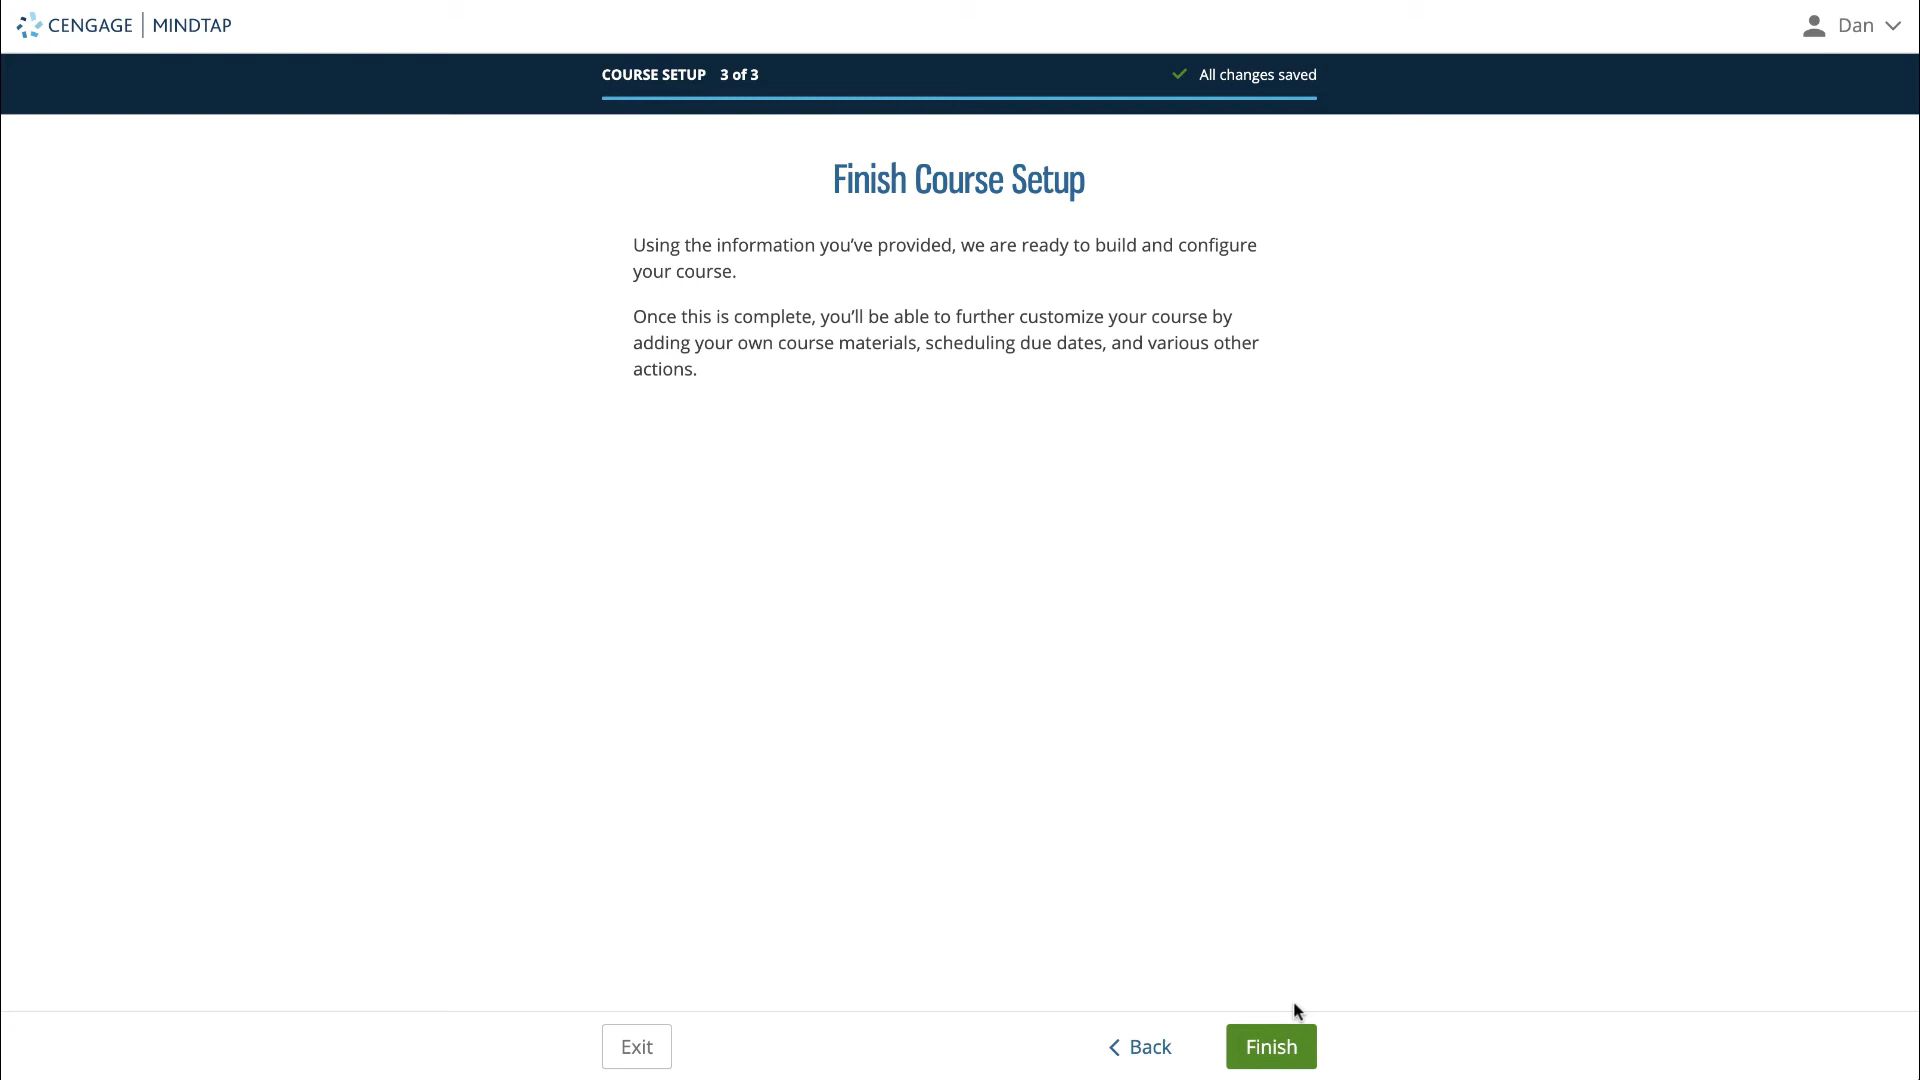 CENGAGE | MINDTAP
Dan
COURSE SETUP 3 of 3
All changes saved
Finish Course Setup
Using the information you’ve provided, we are ready to build and configure
your course.
Once this is complete, you’ll be able to further customize your course by
adding your own course materials, scheduling due dates, and various other
actions.
Exit
Back
Finish